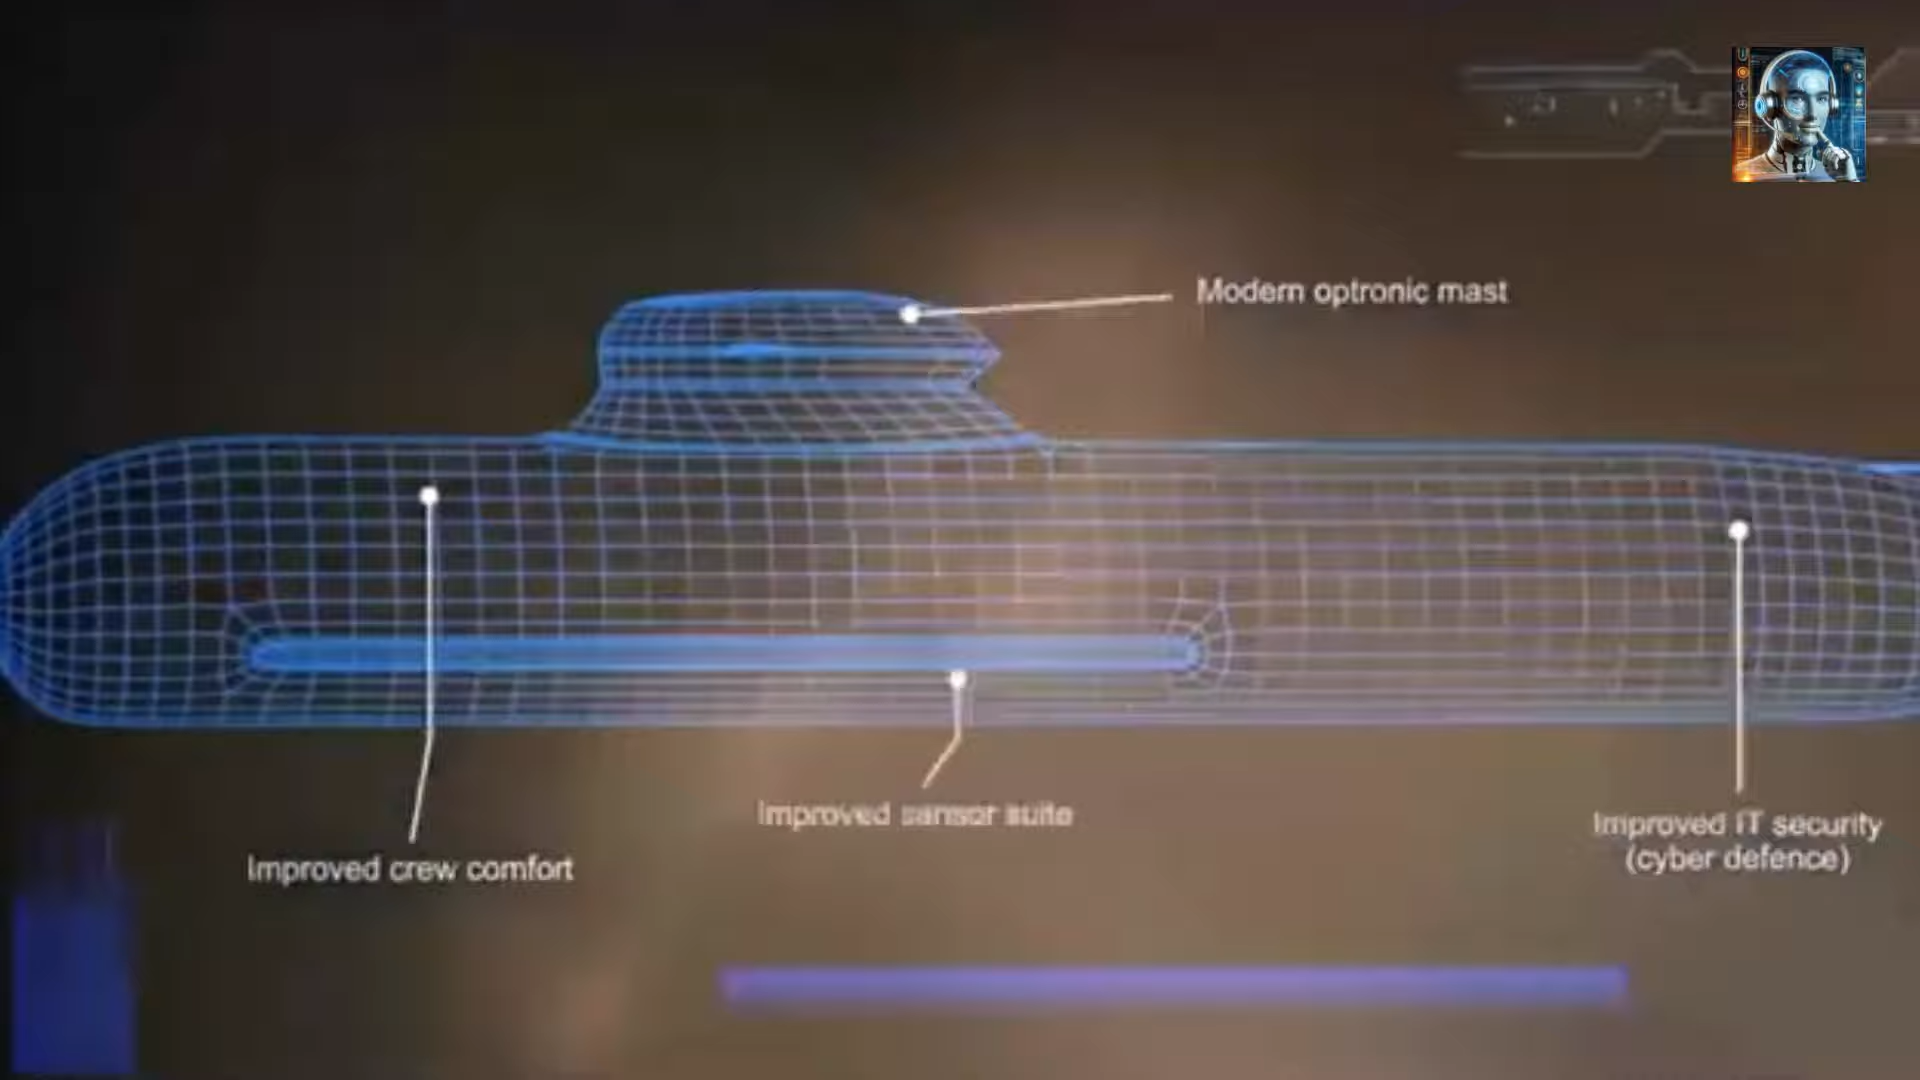 Modern optronic mast
Improved sensor suite
Improved IT security
(cyber defence)
Improved crew comfort